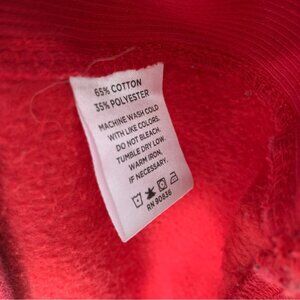 65% COTTON
35% POLYESTER
MACHINE WASH COLD
WITH LIKE COLORS.
DO NOT BLEACH.
TUMBLE DRY LOW.
WARM IRON,
IF NECESSARY.
RN 90836